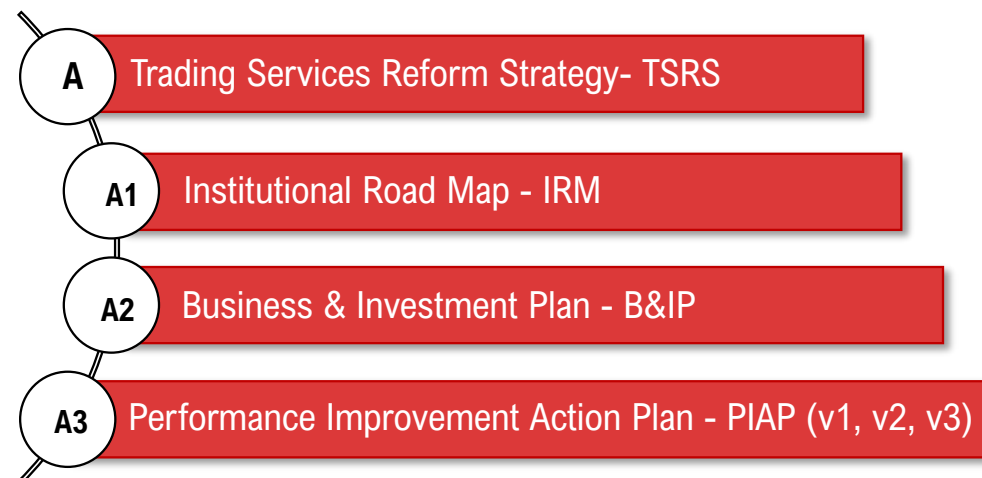 A Trading Services Reform Strategy- TSRS
A1 Institutional Road Map - IRM
A2 Business & Investment Plan - B&IP
A3 Performance Improvement Action Plan - PIAP (v1, v2, v3)